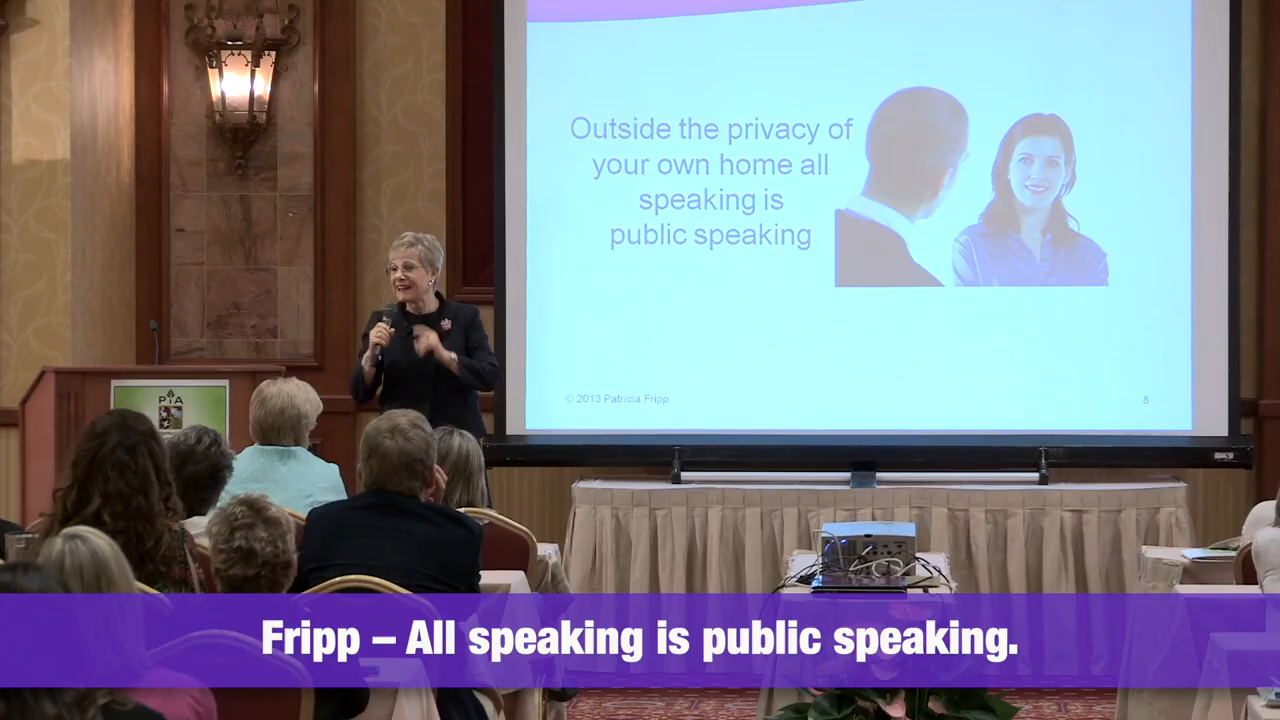 Outside the privacy of
your own home all
speaking is
public speaking
© 2013 Patricia Fripp
8
PIA
Fripp – All speaking is public speaking.